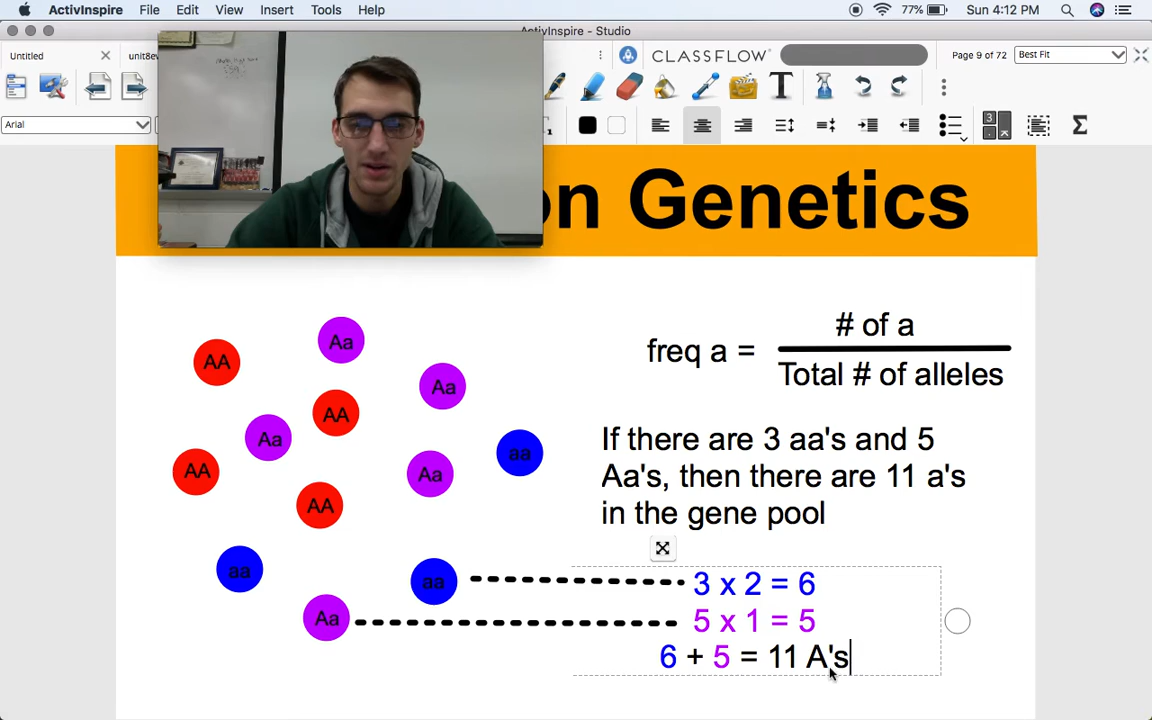 ActivInspire File Edit View Insert Tools Help 77% Sun 4:12 PM
ActivInspire - Studio
Untitled
unit8ev
CLASSFLOW
Page 9 of 72
Best Fit
Arial
on Genetics
AA
Aa
Aa
AA
Aa
aa
Aa
AA
AA
aa
aa
Aa
freq a =
# of a
Total # of alleles
If there are 3 aa's and 5
Aa's, then there are 11 a's
in the gene pool
3 x 2 = 6
5 x 1 = 5
6 + 5 = 11 A's